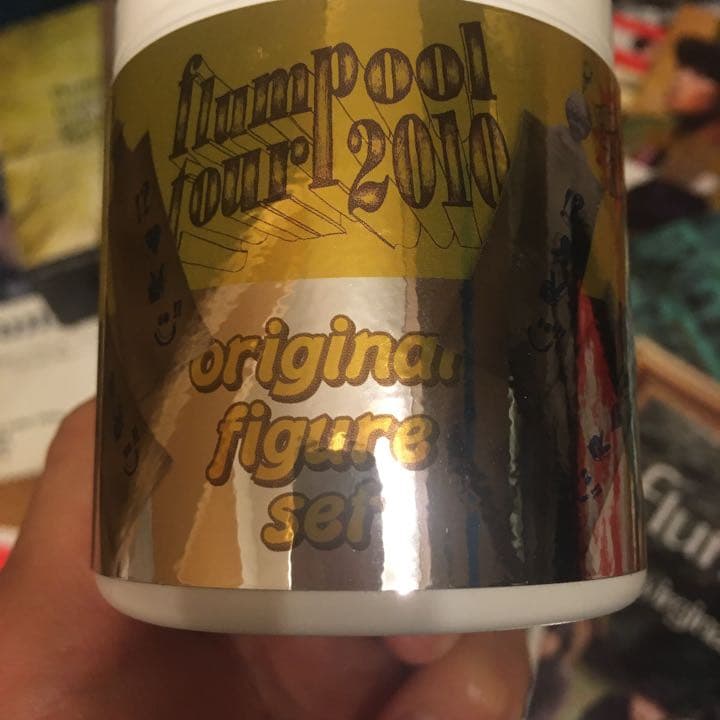 flumpool
tour 2010
original
figure
set